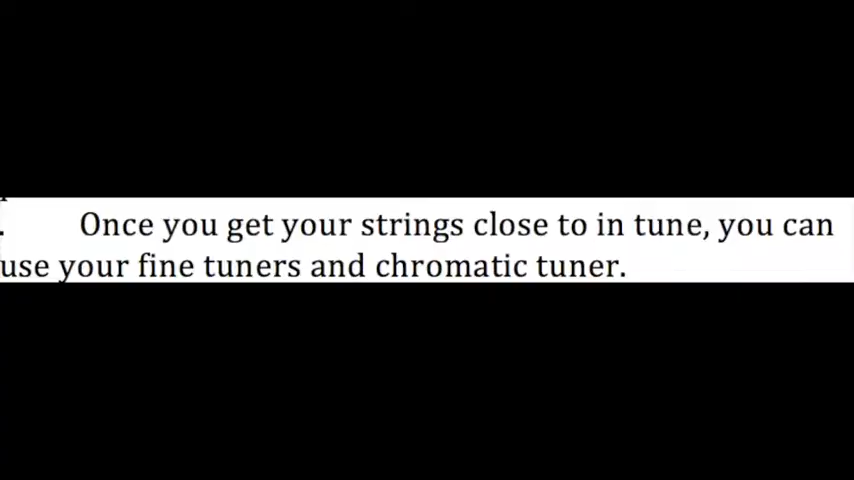 . Once you get your strings close to in tune, you can
use your fine tuners and chromatic tuner.